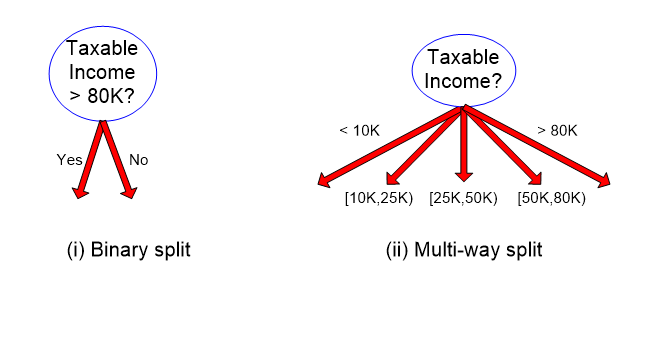 Taxable
Income
> 80K?
Yes
No
(i) Binary split
Taxable
Income?
< 10K
> 80K
[10K,25K)
[25K,50K)
[50K,80K)
(ii) Multi-way split